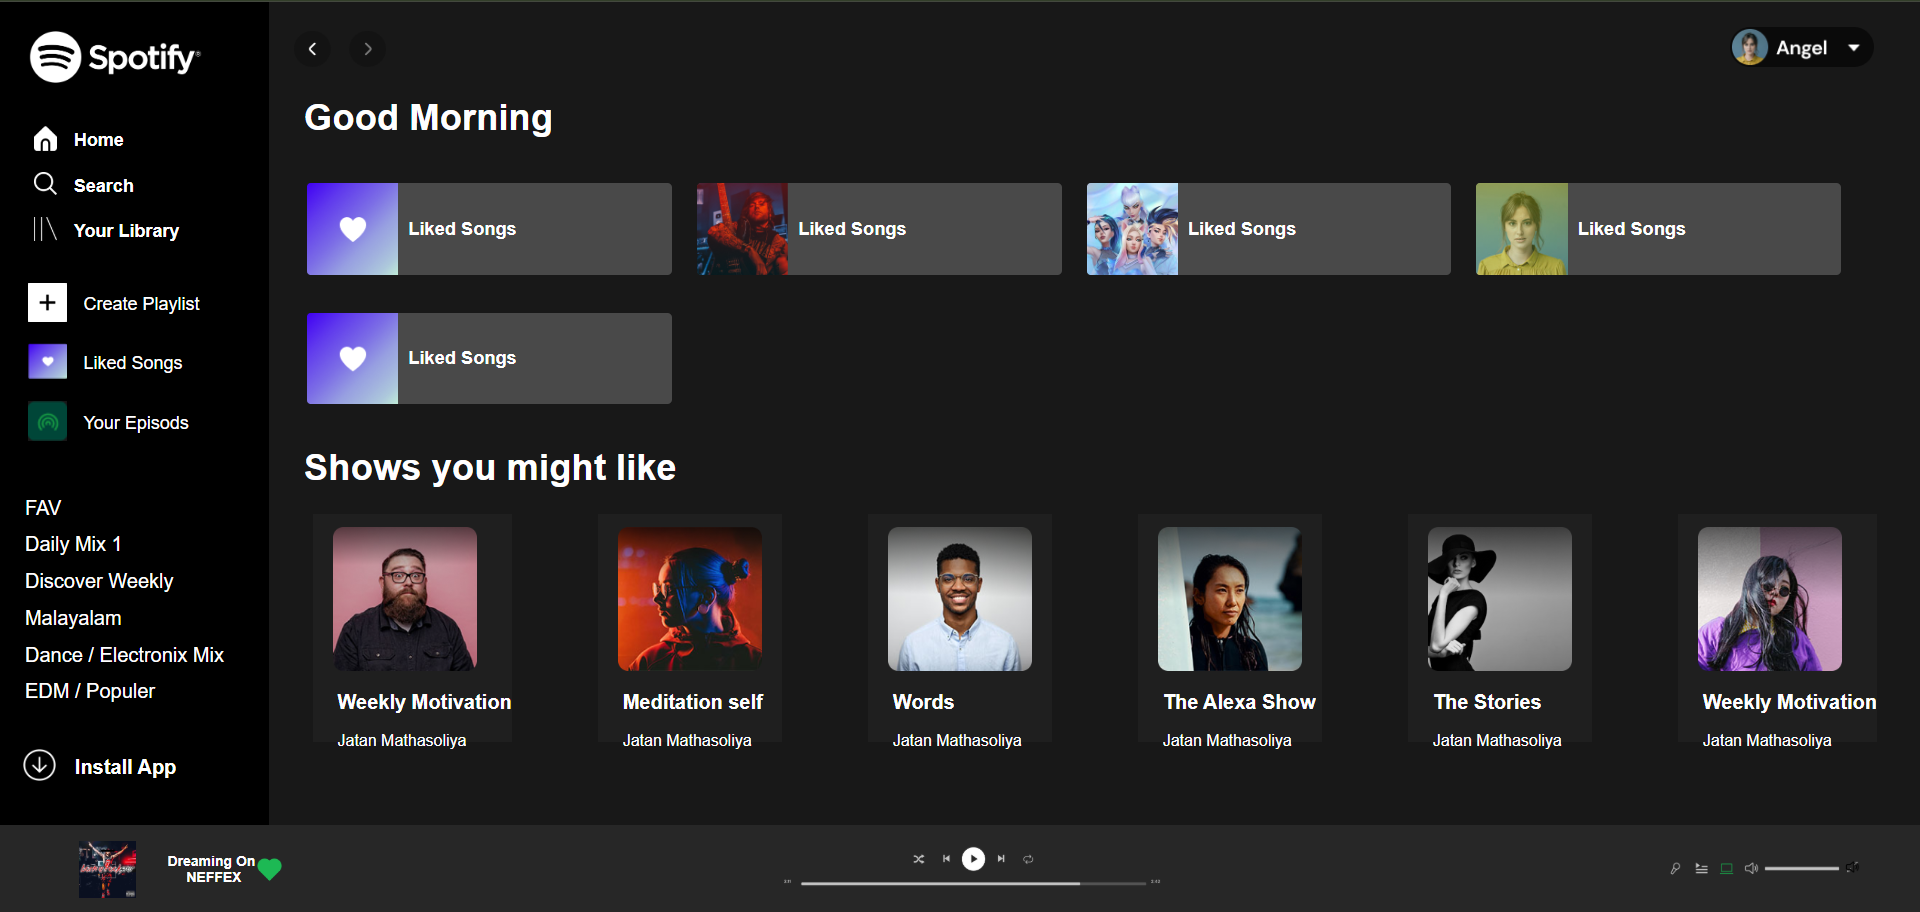 Spotify®
Home
Search
Your Library
Create Playlist
Liked Songs
Your Episods
FAV
Daily Mix 1
Discover Weekly
Malayalam
Dance / Electronix Mix
EDM / Populer
Install App
Angel
Good Morning
Liked Songs
Liked Songs
Liked Songs
Liked Songs
Liked Songs
Shows you might like
Weekly Motivation
Jatan Mathasoliya
Meditation self
Jatan Mathasoliya
Words
Jatan Mathasoliya
The Alexa Show
Jatan Mathasoliya
The Stories
Jatan Mathasoliya
Weekly Motivation
Jatan Mathasoliya
Dreaming On
NEFFEX